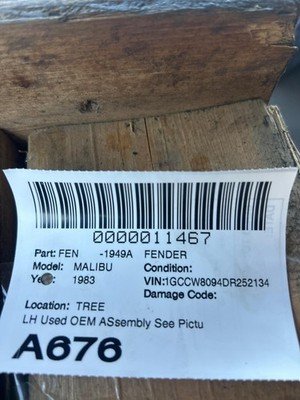 0000011467
Part: FEN -1949A FENDER
Model: MALIBU Condition:
Year: 1983 VIN:1GCCW8094DR252134
Damage Code:
Location: TREE
LH Used OEM ASsembly See Pictu
A676